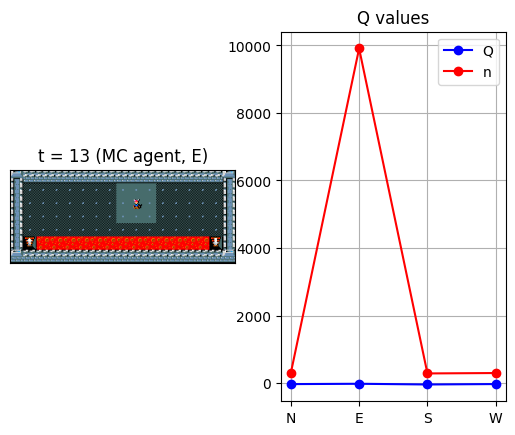 Q values
Q
n
10000
8000
6000
4000
2000
0
N E S W
t = 13 (MC agent, E)